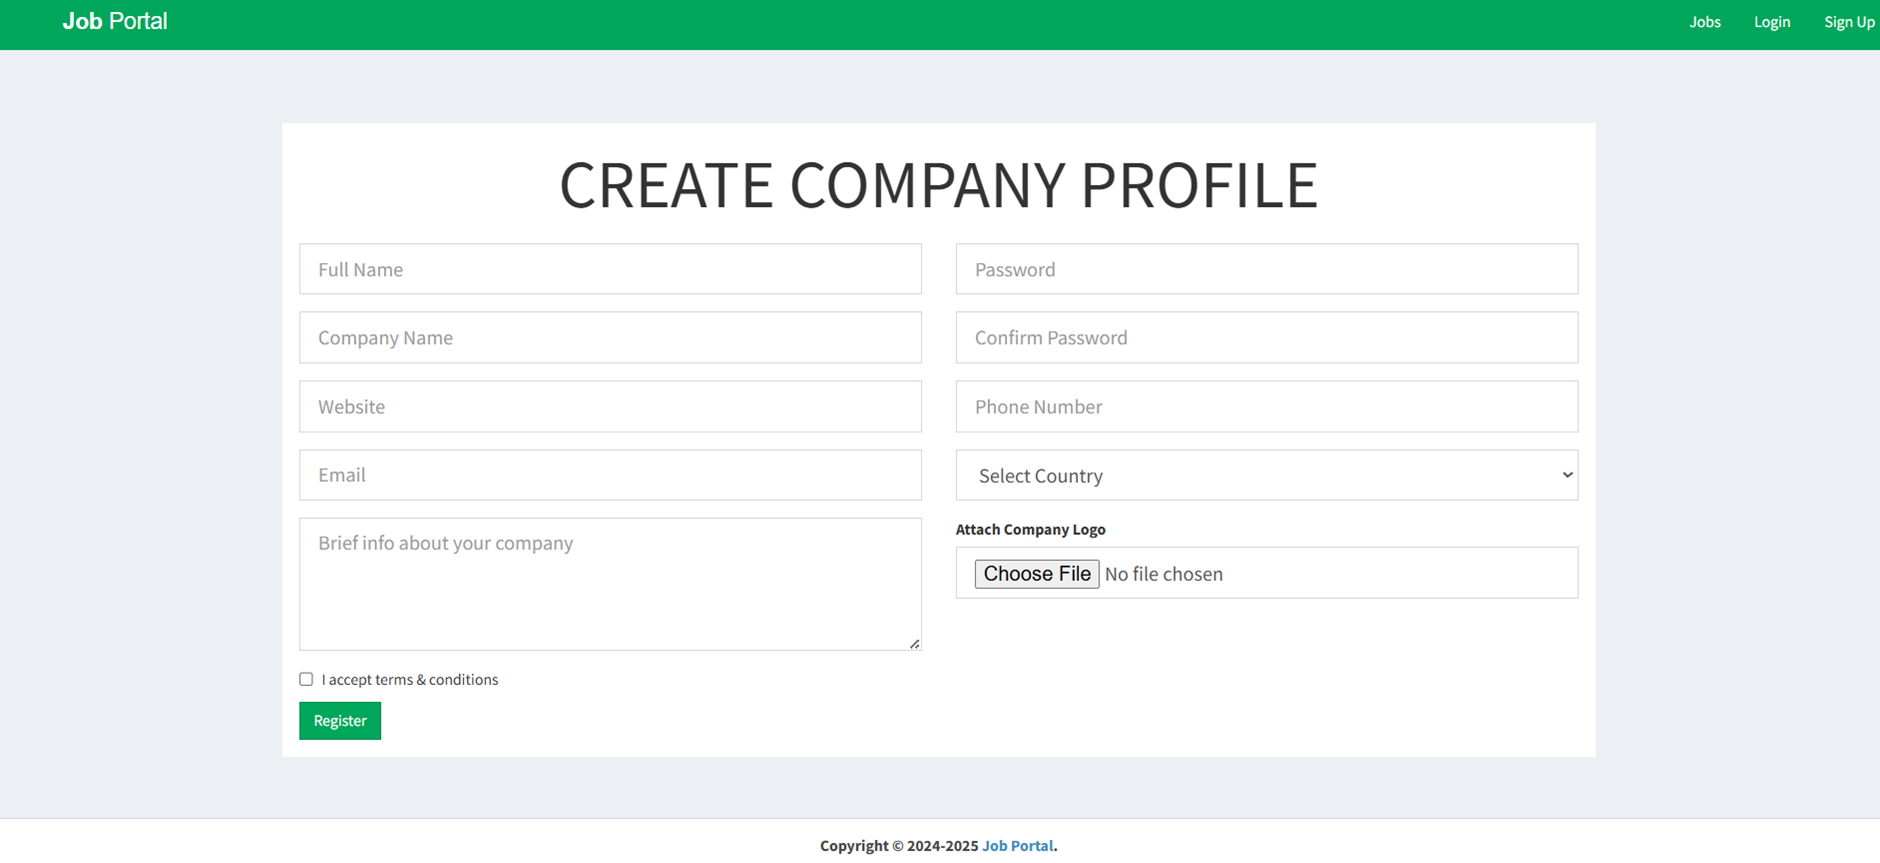 Job Portal
Jobs Login Sign Up
CREATE COMPANY PROFILE
Full Name
Password
Company Name
Confirm Password
Website
Phone Number
Email
Select Country
Brief info about your company
Attach Company Logo
Choose File No file chosen
I accept terms & conditions
Register
Copyright © 2024-2025 Job Portal.